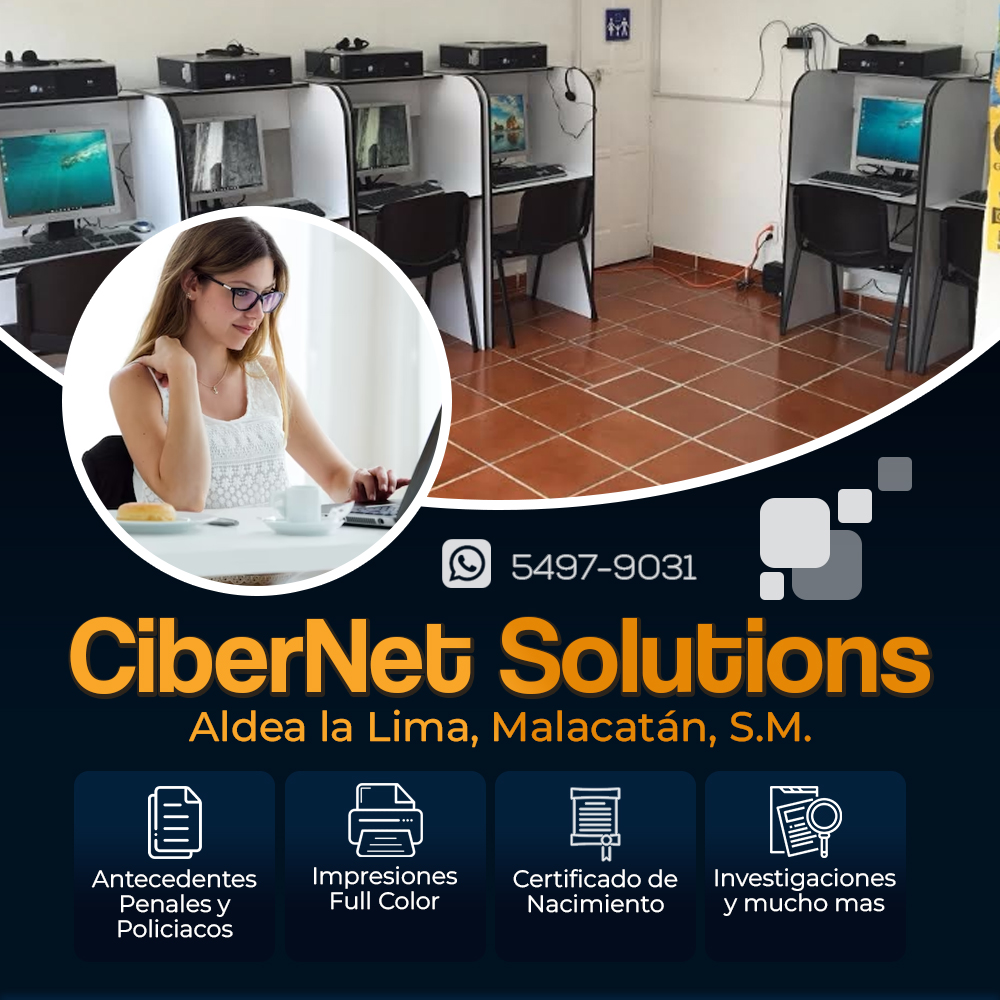 5497-9031
CiberNet Solutions
Aldea la Lima, Malacatán, S.M.
Antecedentes
Penales y
Policiacos
Impresiones
Full Color
Certificado de
Nacimiento
Investigaciones
y mucho mas